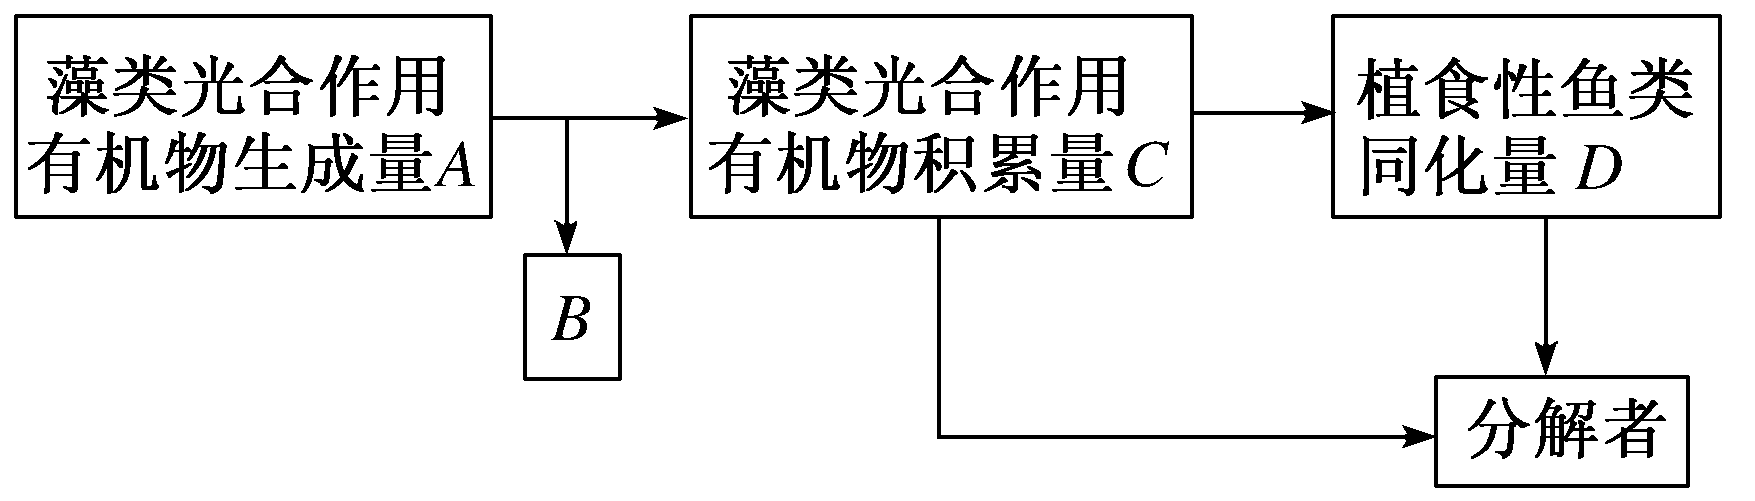 藻类光合作用
有机物生成量A
藻类光合作用
有机物积累量C
植食性鱼类
同化量D
B
分解者